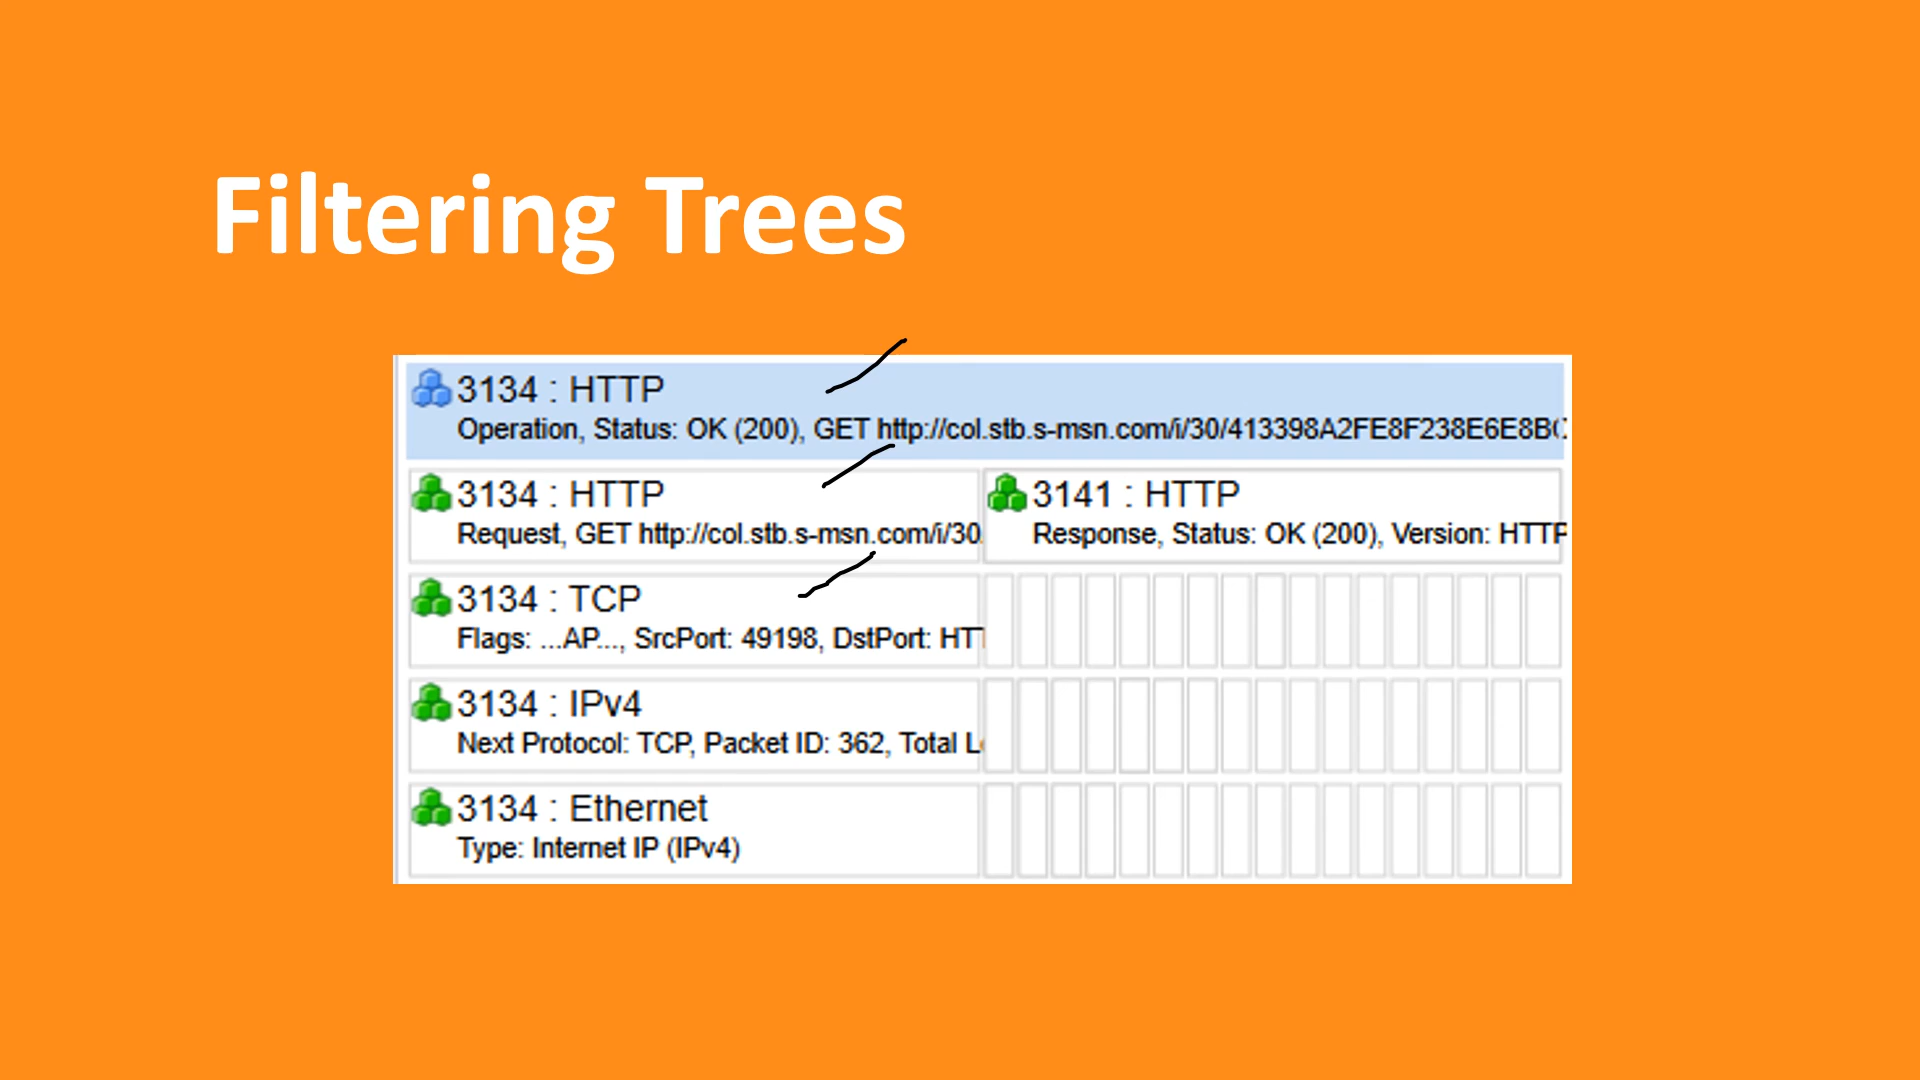 Filtering Trees
3134 : HTTP
Operation, Status: OK (200), GET http://col.stb.s-msn.com/i/30/413398A2FE8F238E6E8B
3134 : HTTP
Request, GET http://col.stb.s-msn.com/i/30
3141 : HTTP
Response, Status: OK (200), Version: HTTP
3134 : TCP
Flags: ...AP..., SrcPort: 49198, DstPort: HT
3134 : IPv4
Next Protocol: TCP, Packet ID: 362, Total L
3134 : Ethernet
Type: Internet IP (IPv4)